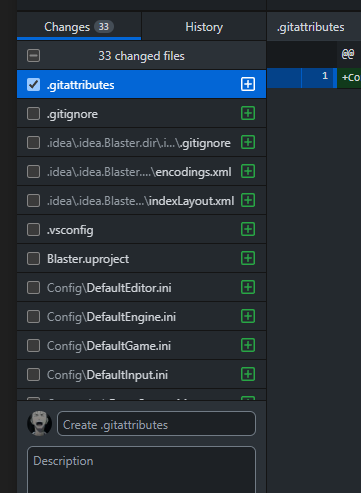 Changes 33 History .gitattributes
33 changed files @@
.gitattributes 1 +Co
.gitignore
.idea\idea.Blaster.dir\.i...\.gitignore
.idea\idea.Blaste....\encodings.xml
.idea\idea.Blaste...\indexLayout.xml
.vsconfig
Blaster.uproject
Config\DefaultEditor.ini
Config\DefaultEngine.ini
Config\DefaultGame.ini
Config\DefaultInput.ini
Create .gitattributes
Description